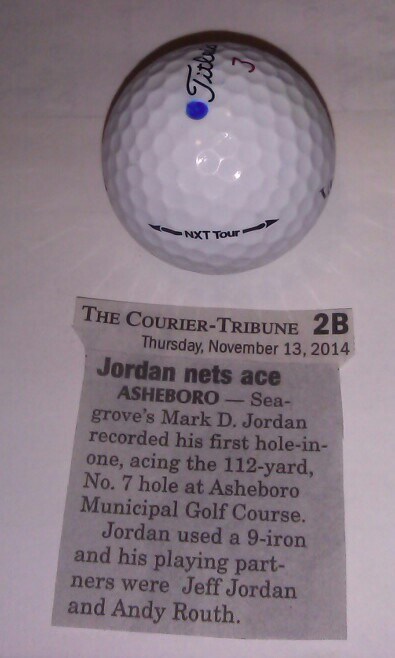 Titleist
3
NXT Tour
THE COURIER-TRIBUNE 2B
Thursday, November 13, 2014
Jordan nets ace
ASHEBORO — Sea-
grove's Mark D. Jordan
recorded his first hole-in-
one, acing the 112-yard,
No. 7 hole at Asheboro
Municipal Golf Course.
Jordan used a 9-iron
and his playing part-
ners were Jeff Jordan
and Andy Routh.